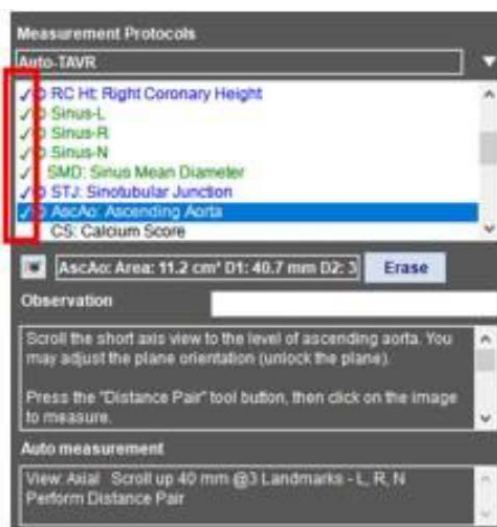 Measurement Protocols
Auto-TAVR
✓ RC Ht: Right Coronary Height
✓ Sinus-L
✓ Sinus-R
✓ Sinus-N
✓ SMD: Sinus Mean Diameter
✓ STJ: Sinotubular Junction
✓ AscAo: Ascending Aorta
CS: Calcium Score
AscAo: Area: 11.2 cm² D1: 40.7 mm D2: 3
Erase
Observation
Scroll the short axis view to the level of ascending aorta. You
may adjust the plane orientation (unlock the plane).
Press the "Distance Pair" tool button, then click on the image
to measure.
Auto measurement
View: Axial Scroll up 40 mm @3 Landmarks - L, R, N
Perform Distance Pair